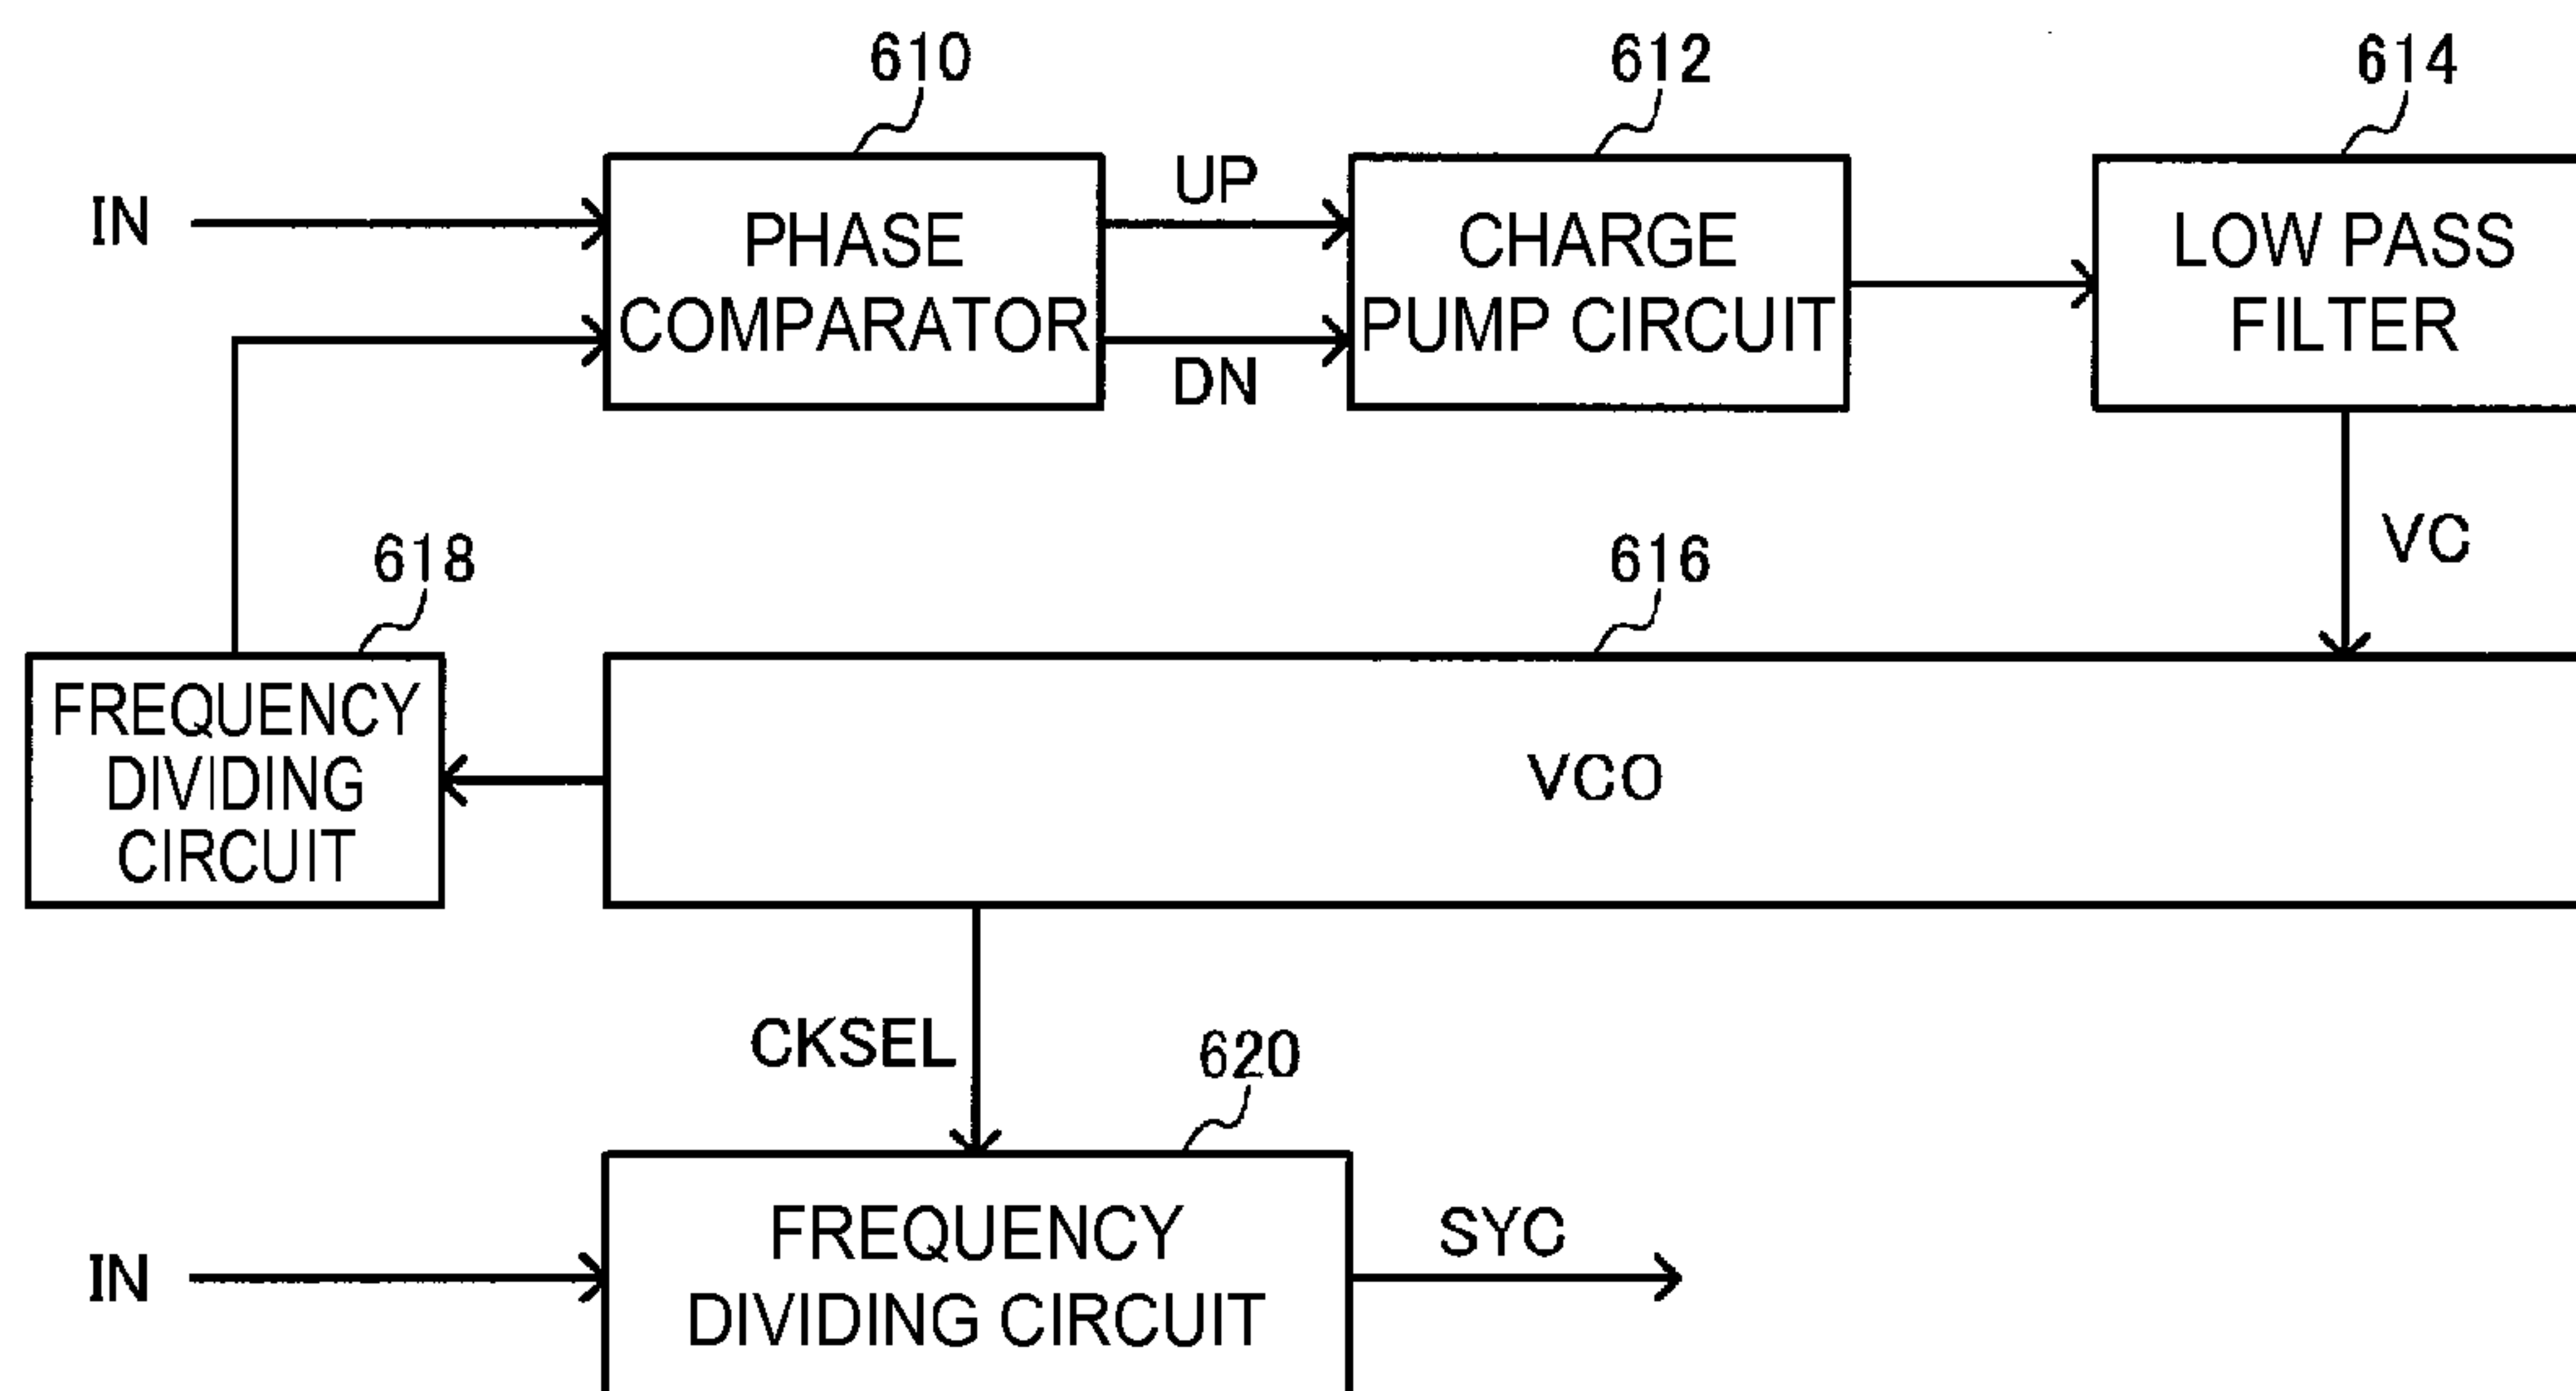 610
612
614
IN
PHASE
COMPARATOR
UP
DN
CHARGE
PUMP CIRCUIT
LOW PASS
FILTER
VC
618
616
FREQUENCY
DIVIDING
CIRCUIT
VCO
CKSEL
620
IN
FREQUENCY
DIVIDING CIRCUIT
SYC